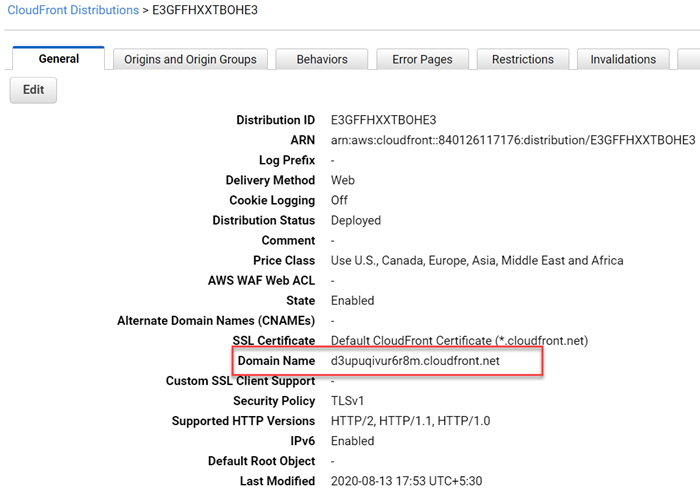 CloudFront Distributions > E3GFFHXXTBOHE3
General Origins and Origin Groups Behaviors Error Pages Restrictions Invalidations
Edit
Distribution ID E3GFFHXXTBOHE3
ARN arn:aws:cloudfront::840126117176:distribution/E3GFFHXXTBOHE3
Log Prefix -
Delivery Method Web
Cookie Logging Off
Distribution Status Deployed
Comment -
Price Class Use U.S., Canada, Europe, Asia, Middle East and Africa
AWS WAF Web ACL -
State Enabled
Alternate Domain Names (CNAMEs) -
SSL Certificate Default CloudFront Certificate (*.cloudfront.net)
Domain Name d3upuqivur6r8m.cloudfront.net
Custom SSL Client Support -
Security Policy TLSv1
Supported HTTP Versions HTTP/2, HTTP/1.1, HTTP/1.0
IPv6 Enabled
Default Root Object -
Last Modified 2020-08-13 17:53 UTC+5:30